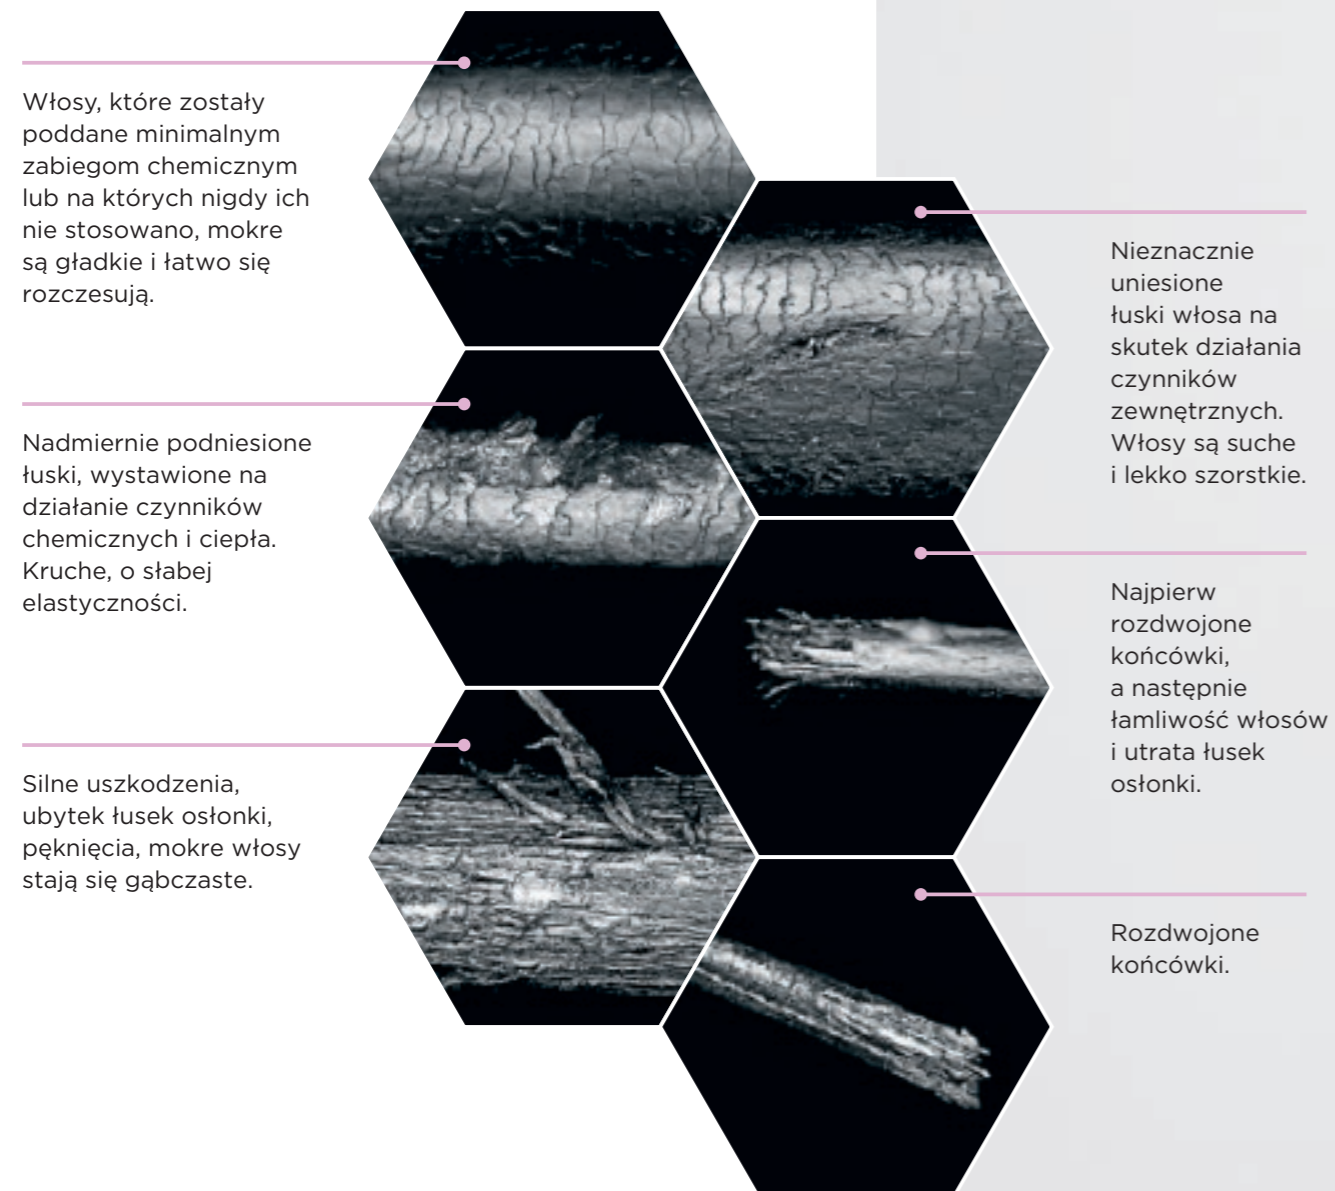 Włosy, które zostały
poddane minimalnym
zabiegom chemicznym
lub na których nigdy ich
nie stosowano, mokre
są gładkie i łatwo się
rozczesują.
Nieznacznie
uniesione
łuski włosa na
skutek działania
czynników
zewnętrznych.
Włosy są suche
i lekko szorstkie.
Nadmiernie podniesione
łuski, wystawione na
działanie czynników
chemicznych i ciepła.
Kruche, o słabej
elastyczności.
Najpierw
rozdwojone
końcówki,
a następnie
łamliwość włosów
i utrata łusek
osłonki.
Silne uszkodzenia,
ubytek łusek osłonki,
pęknięcia, mokre włosy
stają się gąbczaste.
Rozdwojone
końcówki.